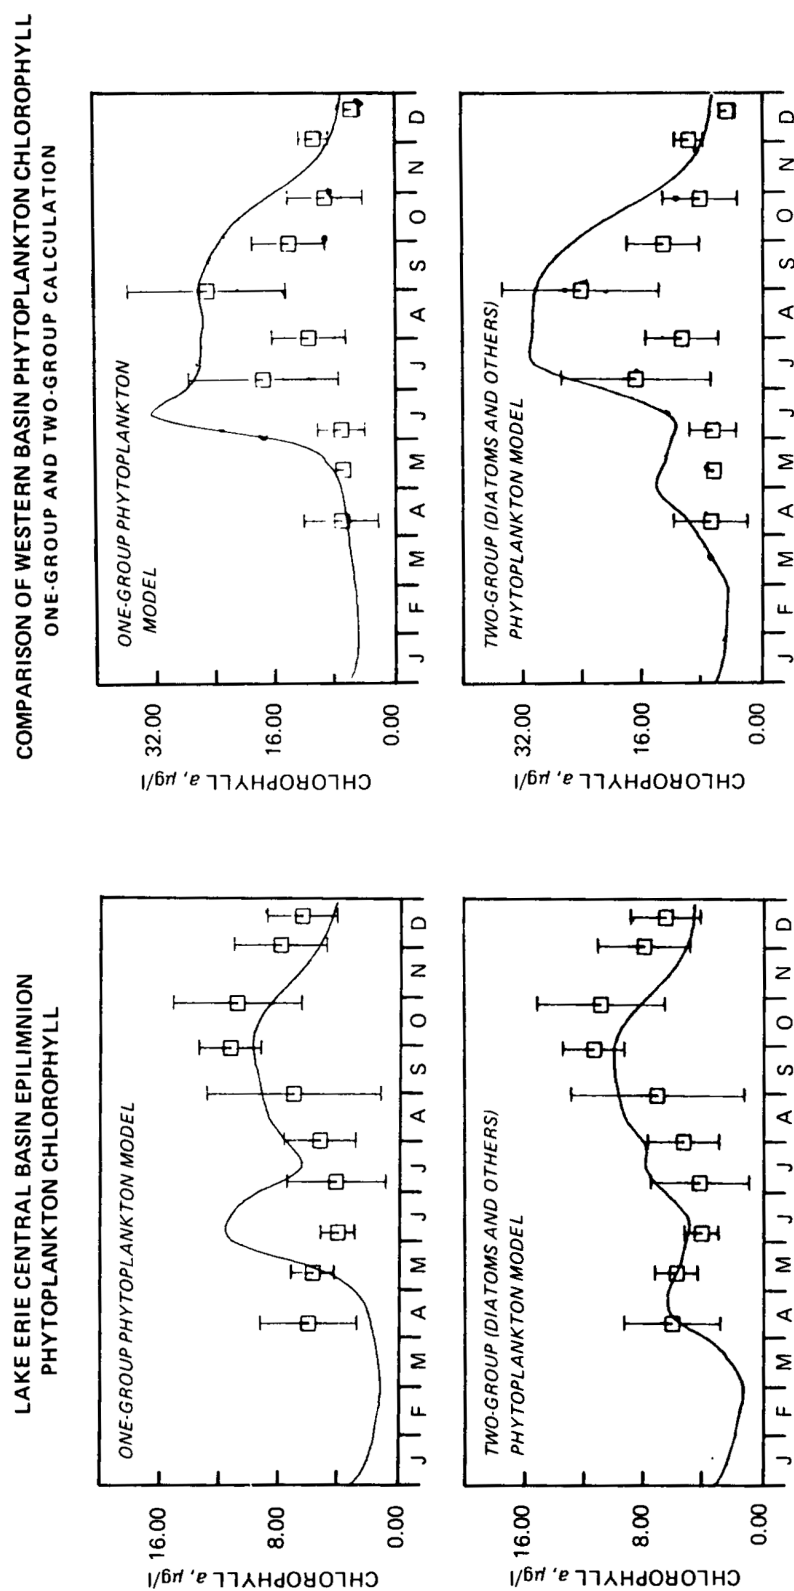 LAKE ERIE CENTRAL BASIN EPILIMNION
PHYTOPLANKTON CHLOROPHYLL
ONE-GROUP PHYTOPLANKTON MODEL
CHLOROPHYLL a, µg/l
16.00
8.00
0.00
J F M A M J J A S O N D
TWO-GROUP (DIATOMS AND OTHERS)
PHYTOPLANKTON MODEL
CHLOROPHYLL a, µg/l
16.00
8.00
0.00
J F M A M J J A S O N D
COMPARISON OF WESTERN BASIN PHYTOPLANKTON CHLOROPHYLL
ONE-GROUP AND TWO-GROUP CALCULATION
ONE-GROUP PHYTOPLANKTON
MODEL
CHLOROPHYLL a, µg/l
32.00
16.00
0.00
J F M A M J J A S O N D
TWO-GROUP (DIATOMS AND OTHERS)
PHYTOPLANKTON MODEL
CHLOROPHYLL a, µg/l
32.00
16.00
0.00
J F M A M J J A S O N D